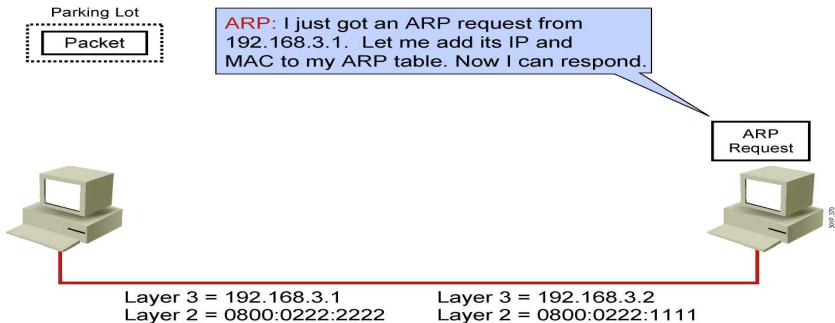 Parking Lot
Packet
ARP: I just got an ARP request from
192.168.3.1. Let me add its IP and
MAC to my ARP table. Now I can respond.
ARP
Request
301P_370
Layer 3 = 192.168.3.1
Layer 2 = 0800:0222:2222
Layer 3 = 192.168.3.2
Layer 2 = 0800:0222:1111